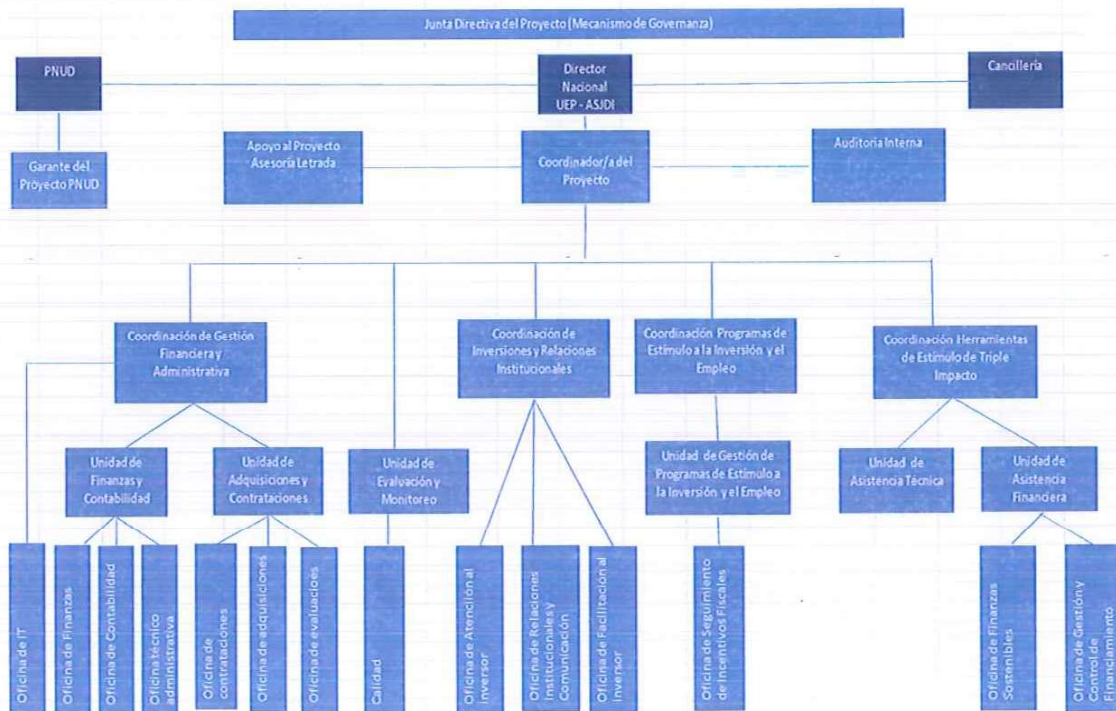 Junta Directiva del Proyecto (Mecanismo de Governanza)
PNUD
Director
Nacional
UEP - ASJDI
Cancillería
Garante del
Proyecto PNUD
Apoyo al Proyecto
Asesoría Letrada
Coordinador/a del
Proyecto
Auditoria Interna
Coordinación de Gestión
Financiera y
Administrativa
Coordinación de
Inversiones y Relaciones
Institucionales
Coordinación Programas de
Estímulo a la Inversión y el
Empleo
Coordinación Herramientas
de Estímulo de Triple
Impacto
Unidad de
Finanzas y
Contabilidad
Unidad de
Adquisiciones y
Contrataciones
Unidad de
Evaluación y
Monitoreo
Unidad de Gestión de
Programas de Estímulo a
la Inversión y el Empleo
Unidad de
Asistencia Técnica
Unidad de
Asistencia
Financiera
Oficina de IT
Oficina de Finanzas
Oficina de Contabilidad
Oficina técnico
administrativa
Oficina de
contrataciones
Oficina de adquisiciones
Oficina de evaluacioes
Calidad
Oficina de Atención al
Inversor
Oficina de Relaciones
Institucionales y
Comunicación
Oficina de Facilitación al
Inversor
Oficina de Seguimiento
de Incentivos Fiscales
Oficina de Finanzas
Sostenibles
Oficina de Gestión y
Control de
Financiamiento